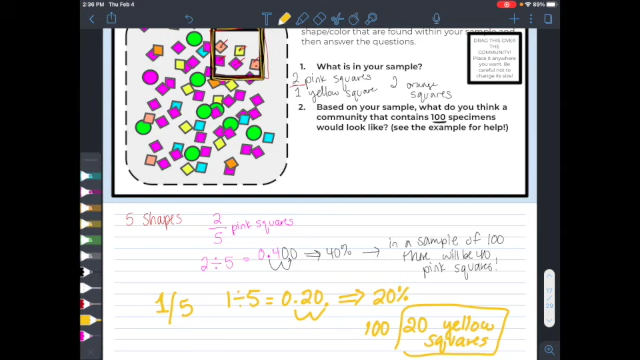 2:36 PM Thu Feb 4
89%
shape/color that are found within your sample and
then answer the questions.
DRAG THIS OVER
THE
COMMUNITY!
Place it anywhere
you want. Be
careful not to
change its size!
1. What is in your sample?
2 pink squares 2 orange
1 yellow square squares
2. Based on your sample, what do you think a
community that contains 100 specimens
would look like? (see the example for help!)
5 Shapes 2/5 pink squares
2 ÷ 5 = 0.400 ⇒ 40% → in a sample of 100
there will be 40
pink squares!
1/5 1 ÷ 5 = 0.20. ⇒ 20%
100 20 yellow
squares